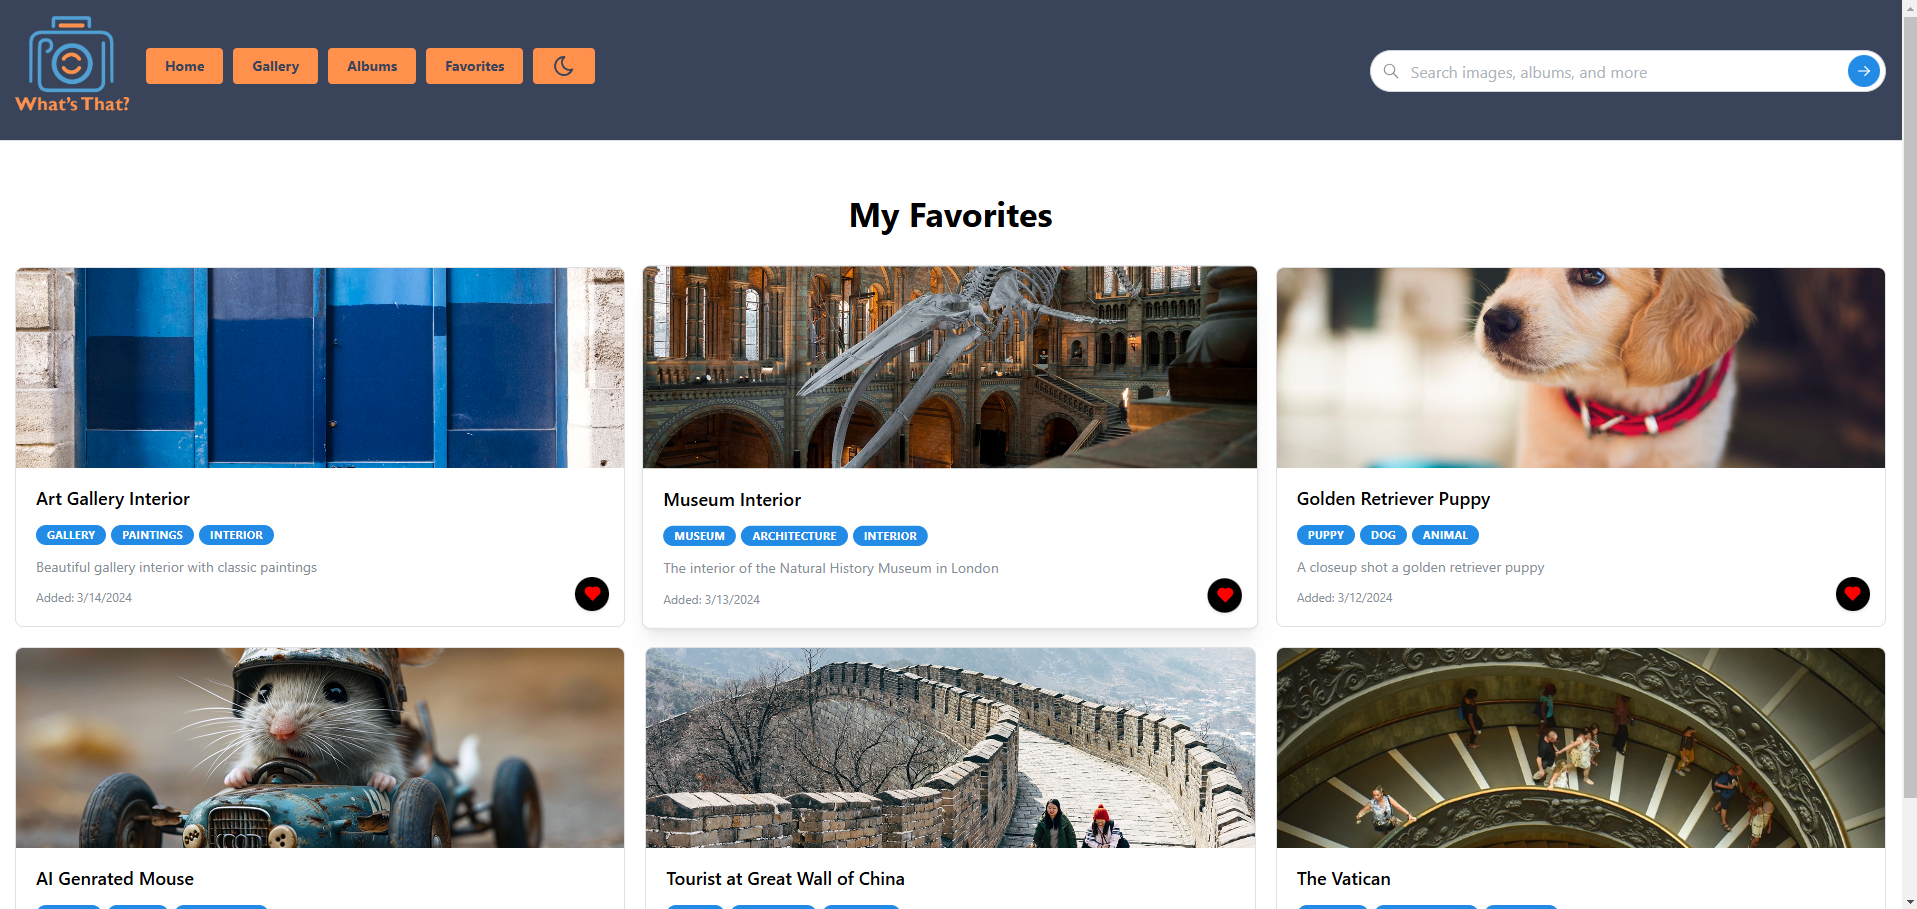 What's That?
Home
Gallery
Albums
Favorites
Search images, albums, and more
My Favorites
Art Gallery Interior
GALLERY PAINTINGS INTERIOR
Beautiful gallery interior with classic paintings
Added: 3/14/2024
Museum Interior
MUSEUM ARCHITECTURE INTERIOR
The interior of the Natural History Museum in London
Added: 3/13/2024
Golden Retriever Puppy
PUPPY DOG ANIMAL
A closeup shot a golden retriever puppy
Added: 3/12/2024
AI Genrated Mouse
Tourist at Great Wall of China
The Vatican